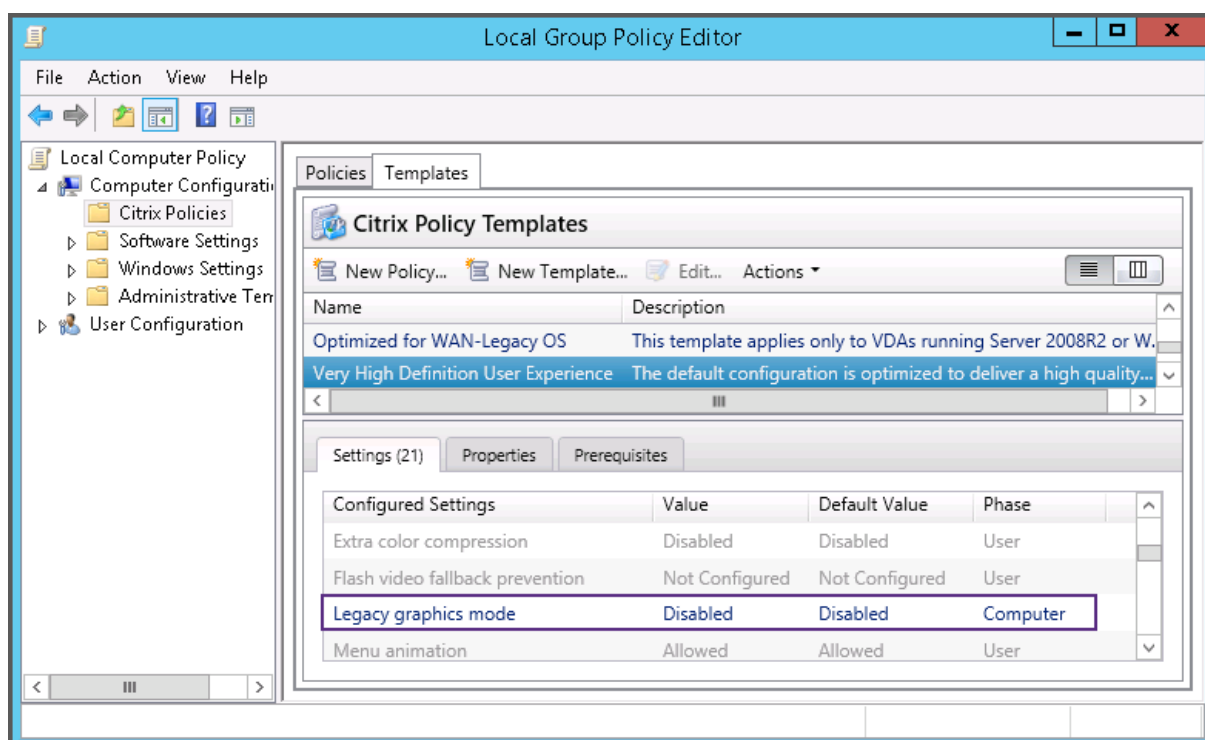 Local Group Policy Editor
File Action View Help
Local Computer Policy
Computer Configurati
Citrix Policies
Software Settings
Windows Settings
Administrative Tem
User Configuration
Policies Templates
Citrix Policy Templates
New Policy... New Template... Edit... Actions
Name Description
Optimized for WAN-Legacy OS This template applies only to VDAs running Server 2008R2 or W.
Very High Definition User Experience The default configuration is optimized to deliver a high quality...
Settings (21) Properties Prerequisites
Configured Settings Value Default Value Phase
Extra color compression Disabled Disabled User
Flash video fallback prevention Not Configured Not Configured User
Legacy graphics mode Disabled Disabled Computer
Menu animation Allowed Allowed User